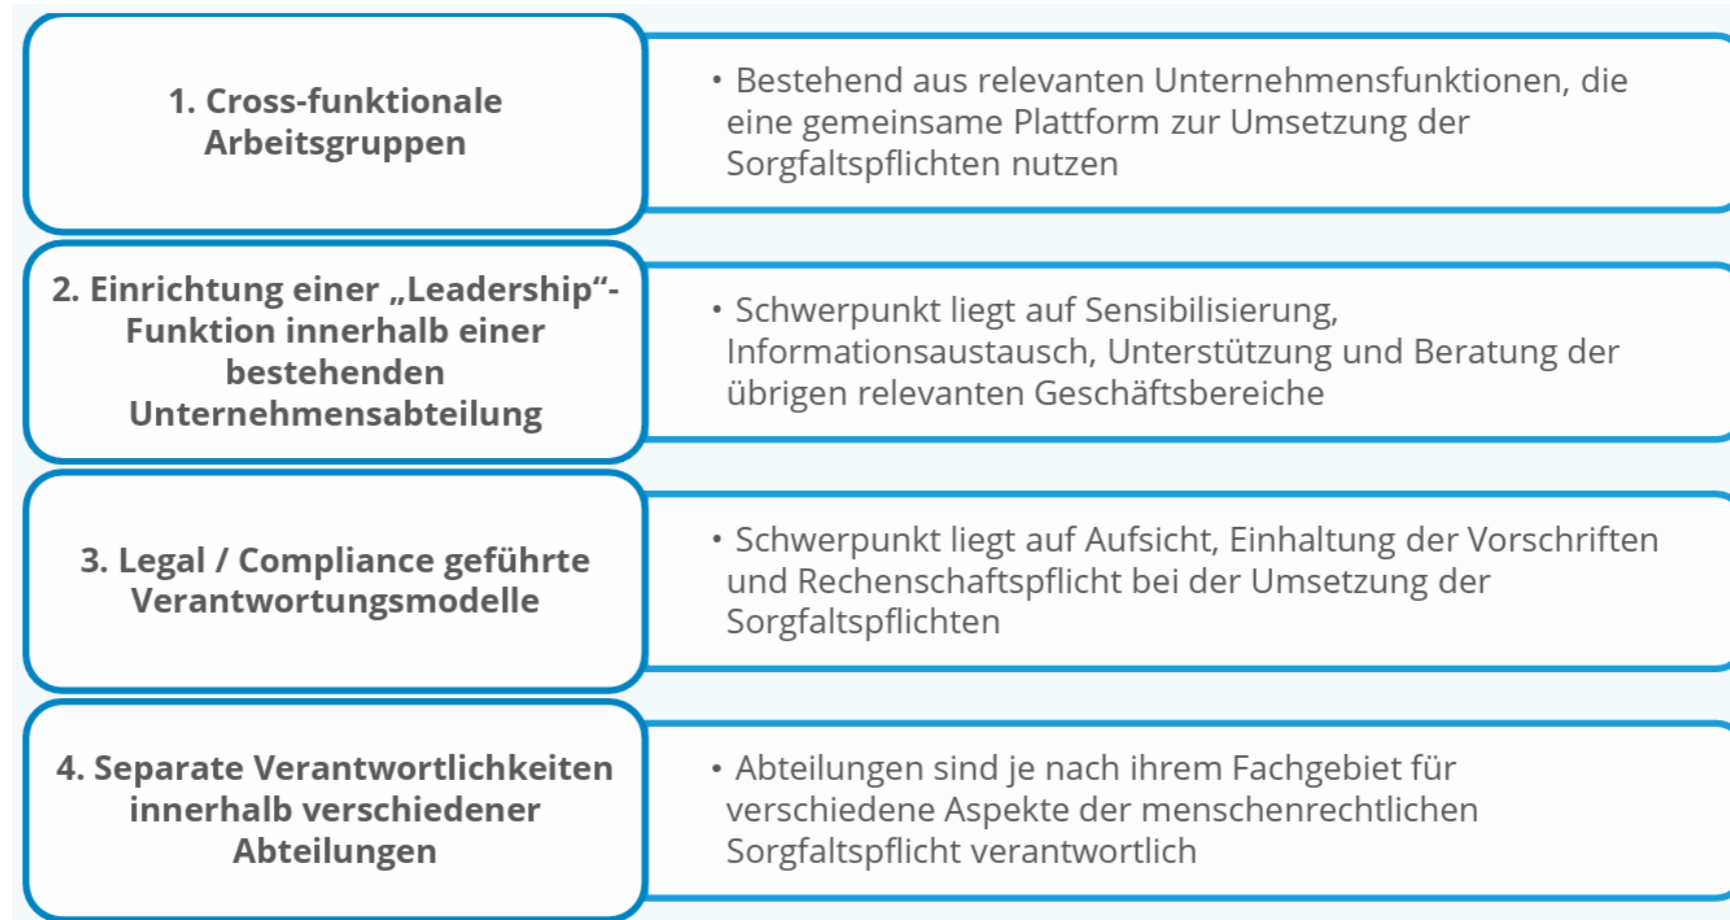 1. Cross-funktionale
Arbeitsgruppen
• Bestehend aus relevanten Unternehmensfunktionen, die
eine gemeinsame Plattform zur Umsetzung der
Sorgfaltspflichten nutzen
2. Einrichtung einer „Leadership“-
Funktion innerhalb einer
bestehenden
Unternehmensabteilung
• Schwerpunkt liegt auf Sensibilisierung,
Informationsaustausch, Unterstützung und Beratung der
übrigen relevanten Geschäftsbereiche
3. Legal / Compliance geführte
Verantwortungsmodelle
• Schwerpunkt liegt auf Aufsicht, Einhaltung der Vorschriften
und Rechenschaftspflicht bei der Umsetzung der
Sorgfaltspflichten
4. Separate Verantwortlichkeiten
innerhalb verschiedener
Abteilungen
• Abteilungen sind je nach ihrem Fachgebiet für
verschiedene Aspekte der menschenrechtlichen
Sorgfaltspflicht verantwortlich